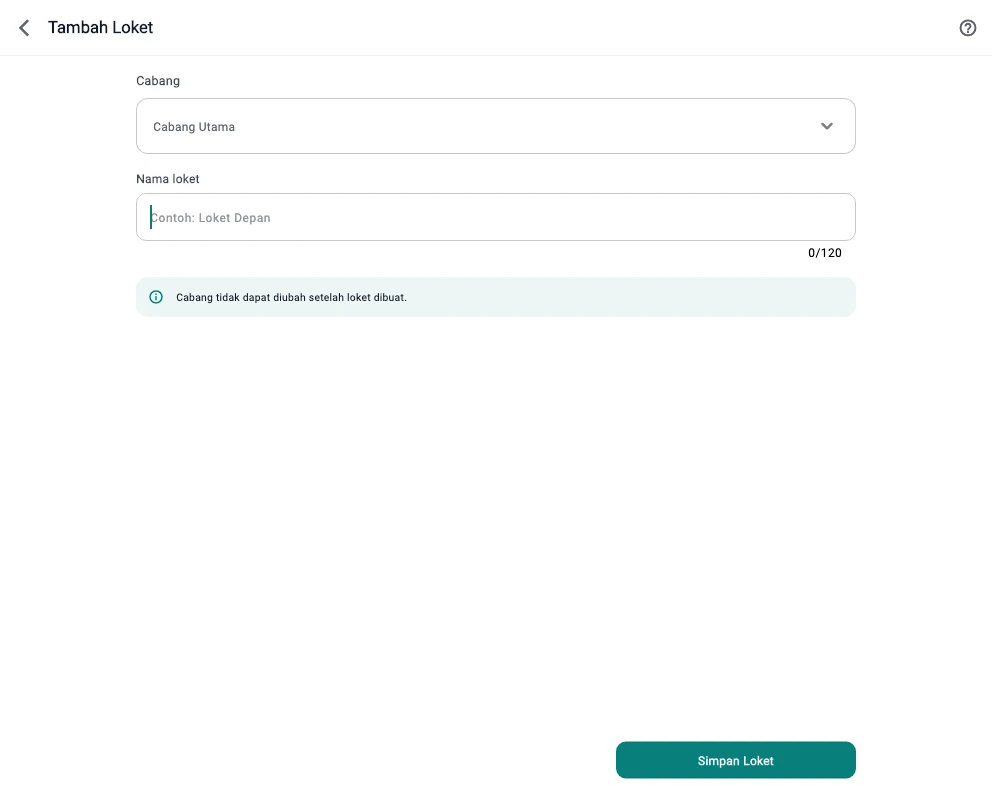 Tambah Loket
Cabang
Cabang Utama
Nama loket
Contoh: Loket Depan
0/120
Cabang tidak dapat diubah setelah loket dibuat.
Simpan Loket